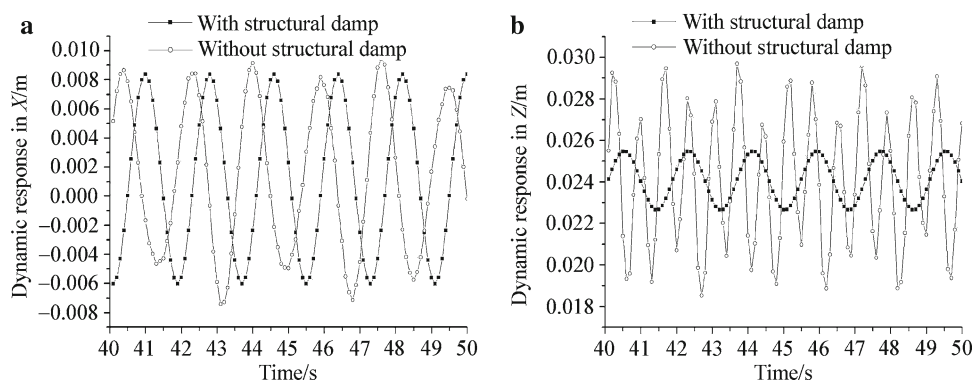 a
With structural damp
Without structural damp
Dynamic response in X/m
0.010
0.008
0.006
0.004
0.002
0.000
−0.002
−0.004
−0.006
−0.008
40 41 42 43 44 45 46 47 48 49 50
Time/s
b
With structural damp
Without structural damp
Dynamic response in Z/m
0.030
0.028
0.026
0.024
0.022
0.020
0.018
40 41 42 43 44 45 46 47 48 49 50
Time/s